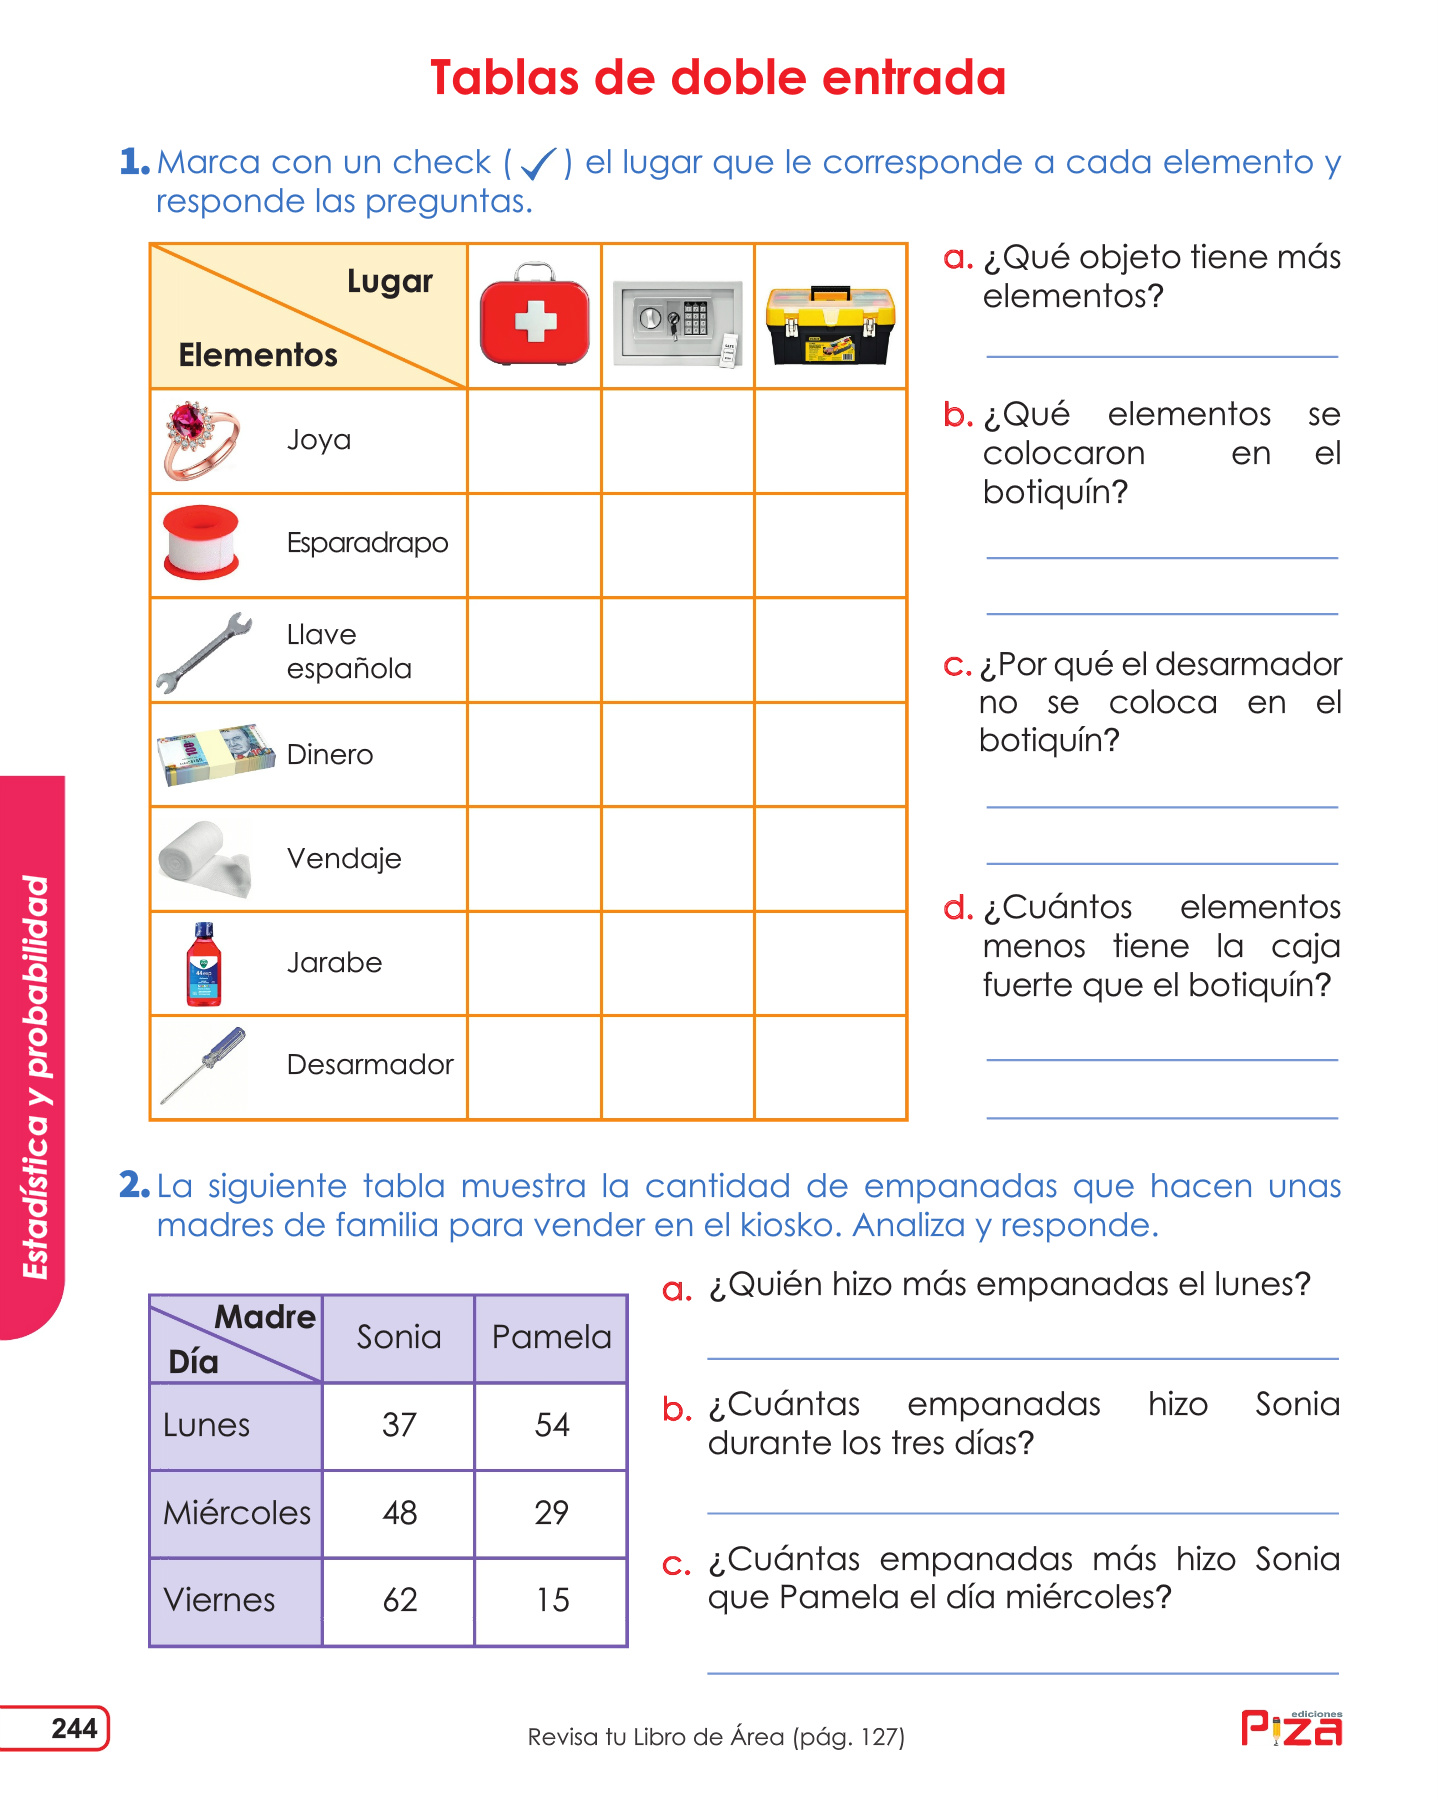 Tablas de doble entrada
1. Marca con un check ( ✓ ) el lugar que le corresponde a cada elemento y
responde las preguntas.
Lugar
Elementos
Joya
Esparadrapo
Llave
española
Dinero
Vendaje
Jarabe
Desarmador
a. ¿Qué objeto tiene más
elementos?
b. ¿Qué elementos se
colocaron en el
botiquín?
c. ¿Por qué el desarmador
no se coloca en el
botiquín?
d. ¿Cuántos elementos
menos tiene la caja
fuerte que el botiquín?
2. La siguiente tabla muestra la cantidad de empanadas que hacen unas
madres de familia para vender en el kiosko. Analiza y responde.
Madre
Día
Sonia Pamela
Lunes 37 54
Miércoles 48 29
Viernes 62 15
a. ¿Quién hizo más empanadas el lunes?
b. ¿Cuántas empanadas hizo Sonia
durante los tres días?
c. ¿Cuántas empanadas más hizo Sonia
que Pamela el día miércoles?
Estadística y probabilidad
244
Revisa tu Libro de Área (pág. 127)
ediciones
Piza